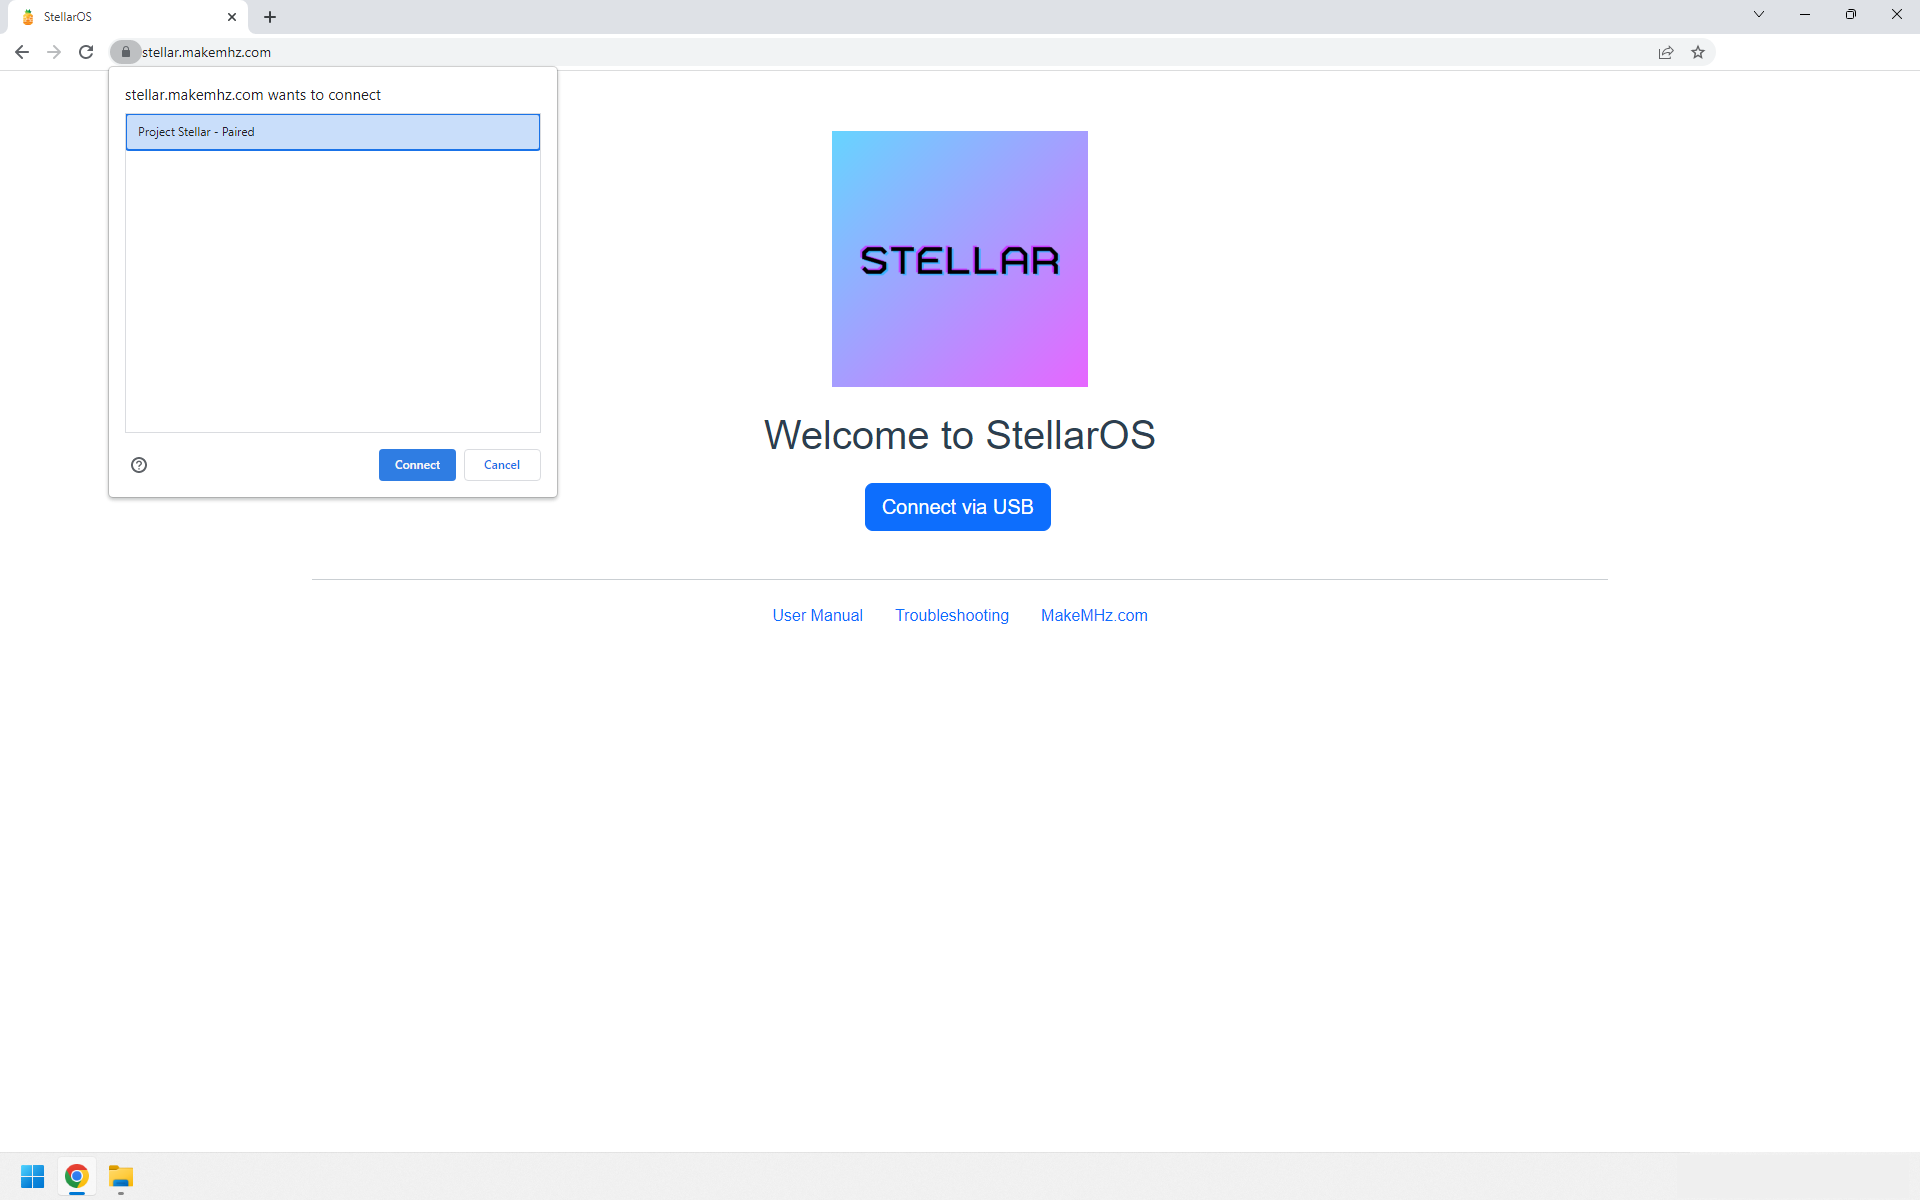 StellarOS
stellar.makemhz.com
stellar.makemhz.com wants to connect
Project Stellar - Paired
Connect
Cancel
STELLAR
Welcome to StellarOS
Connect via USB
User Manual
Troubleshooting
MakeMHz.com